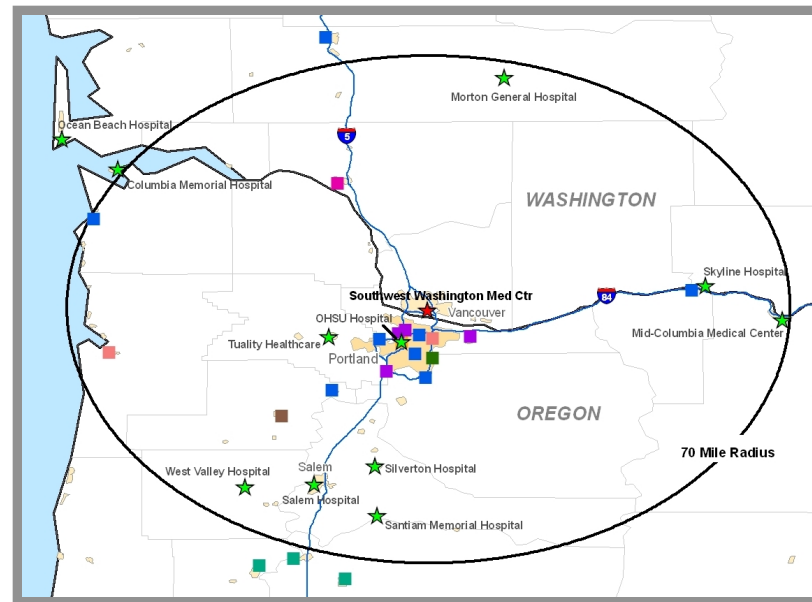 Morton General Hospital
Ocean Beach Hospital
5
Columbia Memorial Hospital
WASHINGTON
Skyline Hospital
84
Southwest Washington Med Ctr
OHSU Hospital
Vancouver
Mid-Columbia Medical Center
Tuality Healthcare
Portland
OREGON
70 Mile Radius
West Valley Hospital
Salem
Silverton Hospital
Salem Hospital
Santiam Memorial Hospital